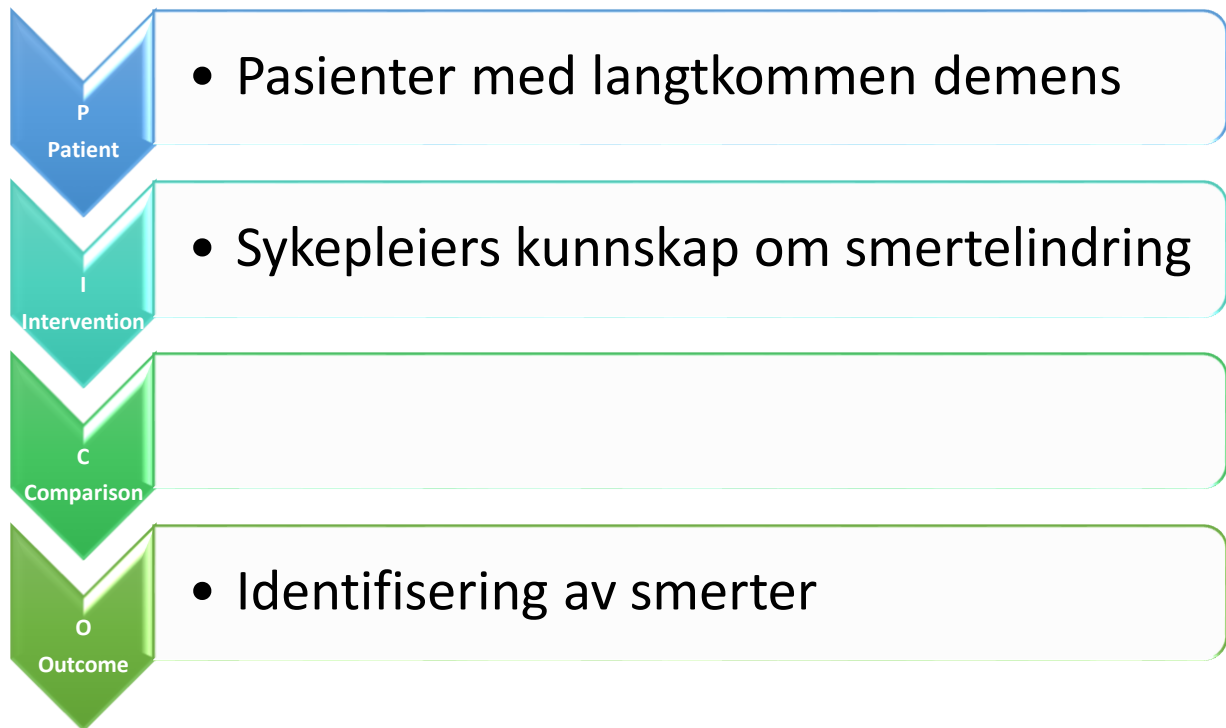 P
Patient
• Pasienter med langtkommen demens
I
Intervention
• Sykepleiers kunnskap om smertelindring
C
Comparison
O
Outcome
• Identifisering av smerter